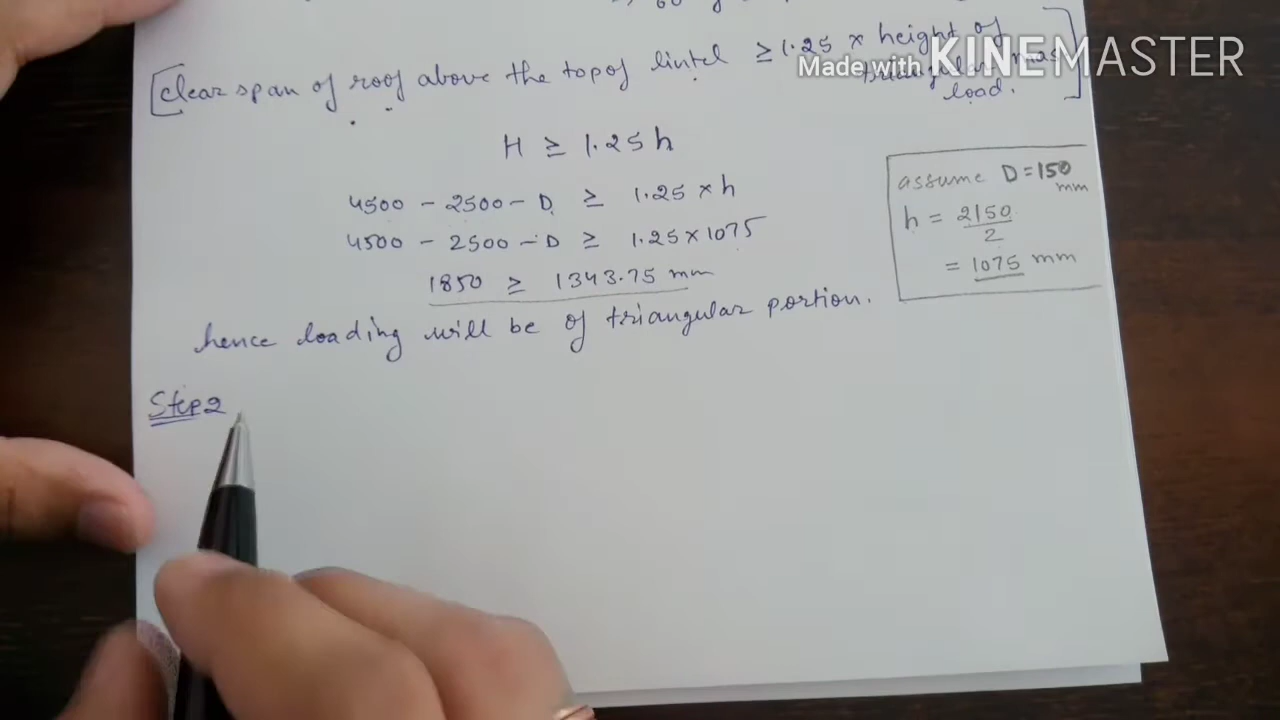 [clear span of roof above the top of lintel ≥ 1.25 × height of
load.]
Made with KINEMASTER
H ≥ 1.25 h
4500 - 2500 - D ≥ 1.25 × h
4500 - 2500 - D ≥ 1.25 × 1075
1850 ≥ 1343.75 mm
hence loading will be of triangular portion.
assume D = 150
mm
h = 2150
2
= 1075 mm
Step 2